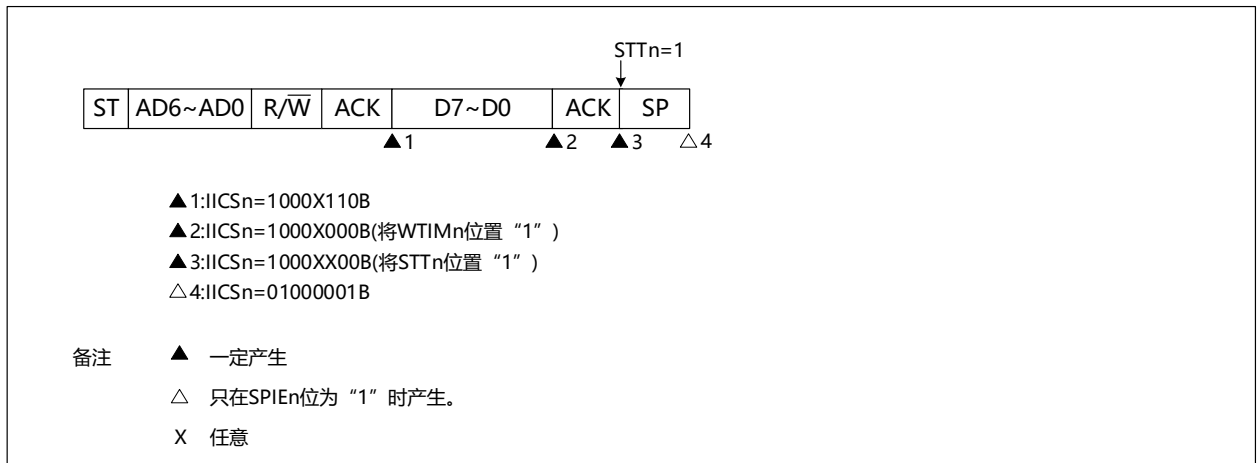 STTn=1
ST AD6~AD0 R/W̅ ACK D7~D0 ACK SP
▲1 ▲2 ▲3 △4
▲1:IICSn=1000X110B
▲2:IICSn=1000X000B(将WTIMn位置“1”)
▲3:IICSn=1000XX00B(将STTn位置“1”)
△4:IICSn=01000001B
备注 ▲ 一定产生
△ 只在SPIEn位为“1”时产生。
X 任意